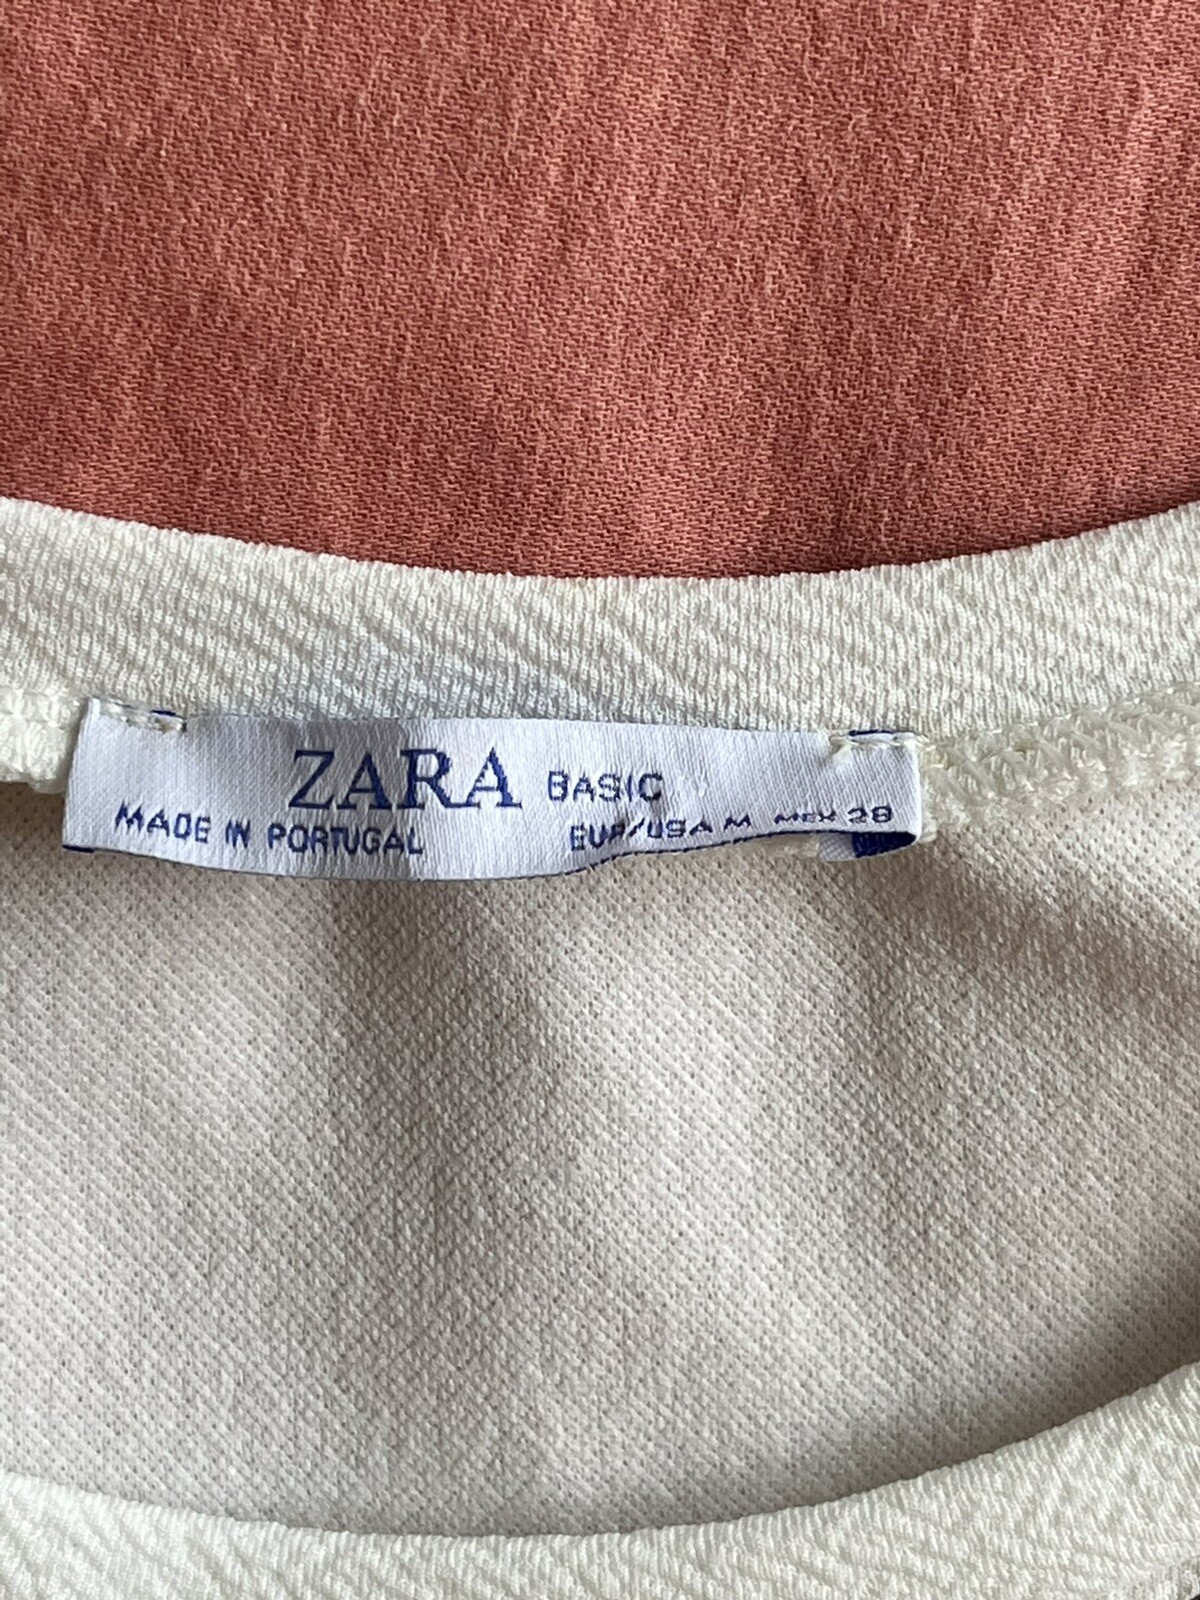 ZARA BASIC
MADE IN PORTUGAL EUR/USA M MEX 28